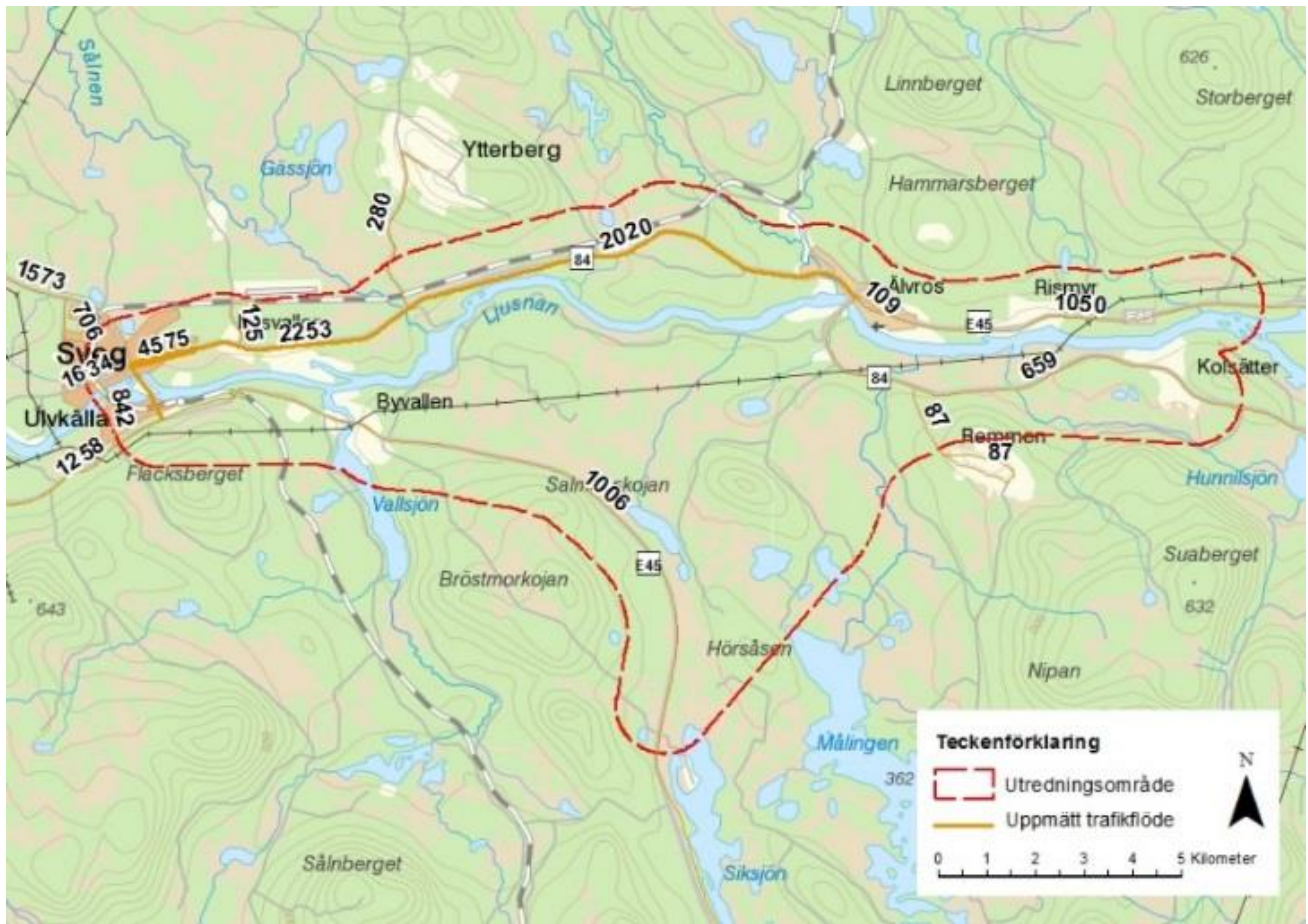 Sålnen
Linnberget
626
Storberget
Ytterberg
Gässjön
280
Hammarsberget
2020
84
1573
706
125
Ljusnan
2253
4575
Sveg
1634
842
Ulvkälla
1258
Flacksberget
Byvallen
Vallsjön
Älvros
109
Rismyr
1050
E45
659
Kolsätter
84
87
Remmen
87
Hunnilsjön
1006
E45
Bröstmorkojan
643
Suaberget
632
Hörsåsen
Nipan
Målingen
362
Siksjön
Sålnberget
Teckenförklaring
Utredningsområde
Uppmätt trafikflöde
N
0 1 2 3 4 5 Kilometer